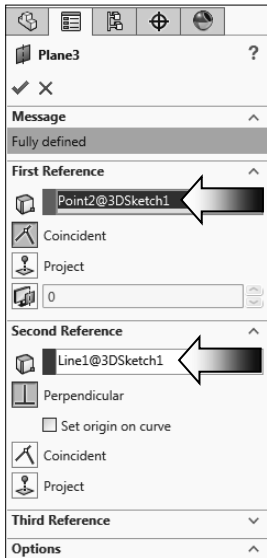 Plane3 ?
Message
Fully defined
First Reference
Point2@3DSketch1
Coincident
Project
0
Second Reference
Line1@3DSketch1
Perpendicular
Set origin on curve
Coincident
Project
Third Reference
Options